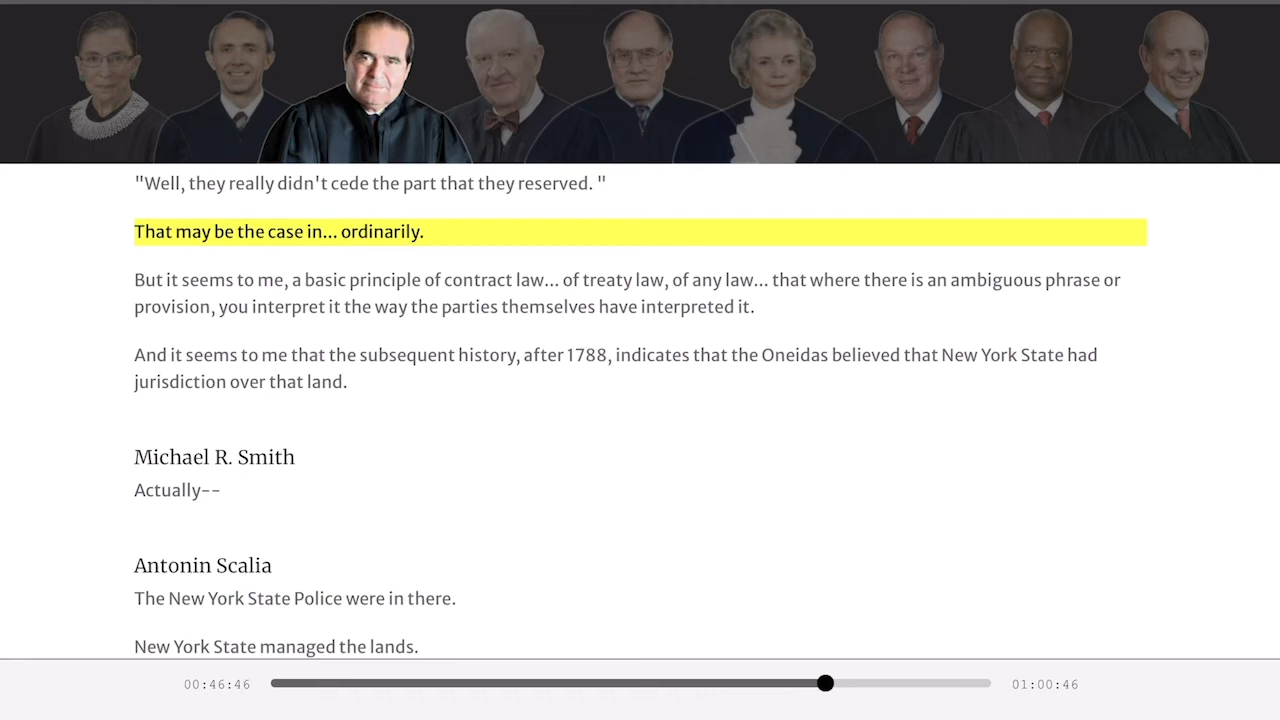 "Well, they really didn't cede the part that they reserved. "
That may be the case in... ordinarily.
But it seems to me, a basic principle of contract law... of treaty law, of any law... that where there is an ambiguous phrase or
provision, you interpret it the way the parties themselves have interpreted it.
And it seems to me that the subsequent history, after 1788, indicates that the Oneidas believed that New York State had
jurisdiction over that land.
Michael R. Smith
Actually--
Antonin Scalia
The New York State Police were in there.
New York State managed the lands.
00:46:46
01:00:46